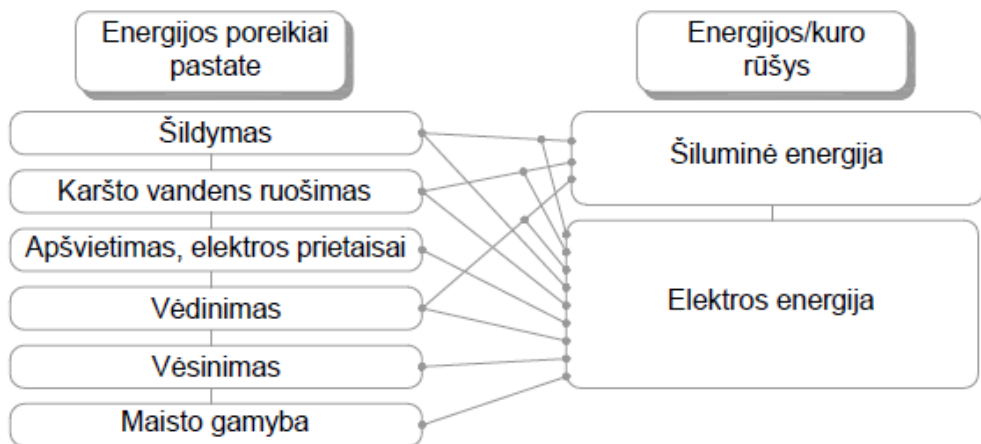 Energijos poreikiai
pastate
Energijos/kuro
rūšys
Šildymas
Karšto vandens ruošimas
Apšvietimas, elektros prietaisai
Vėdinimas
Vėsinimas
Maisto gamyba
Šiluminė energija
Elektros energija